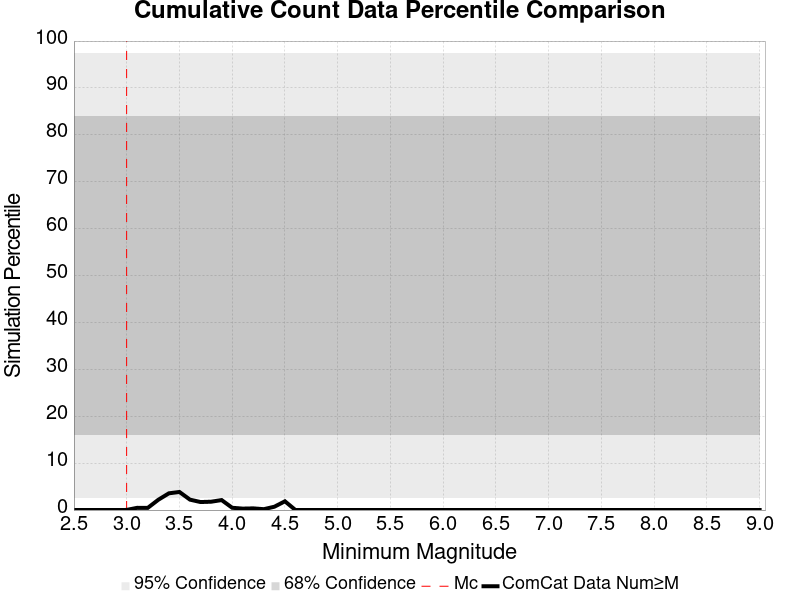 Cumulative Count Data Percentile Comparison
100
90
80
70
60
50
40
30
20
10
0
Simulation Percentile
2.5 3.0 3.5 4.0 4.5 5.0 5.5 6.0 6.5 7.0 7.5 8.0 8.5 9.0
Minimum Magnitude
95% Confidence 68% Confidence Mc ComCat Data Num≥M